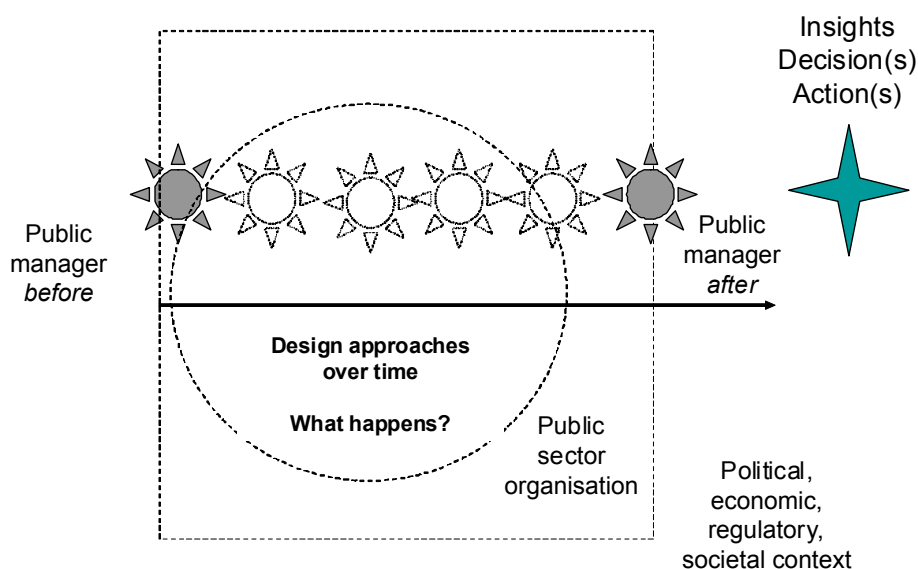 Insights
Decision(s)
Action(s)
Public
manager
before
Public
manager
after
Design approaches
over time
What happens?
Public
sector
organisation
Political,
economic,
regulatory,
societal context